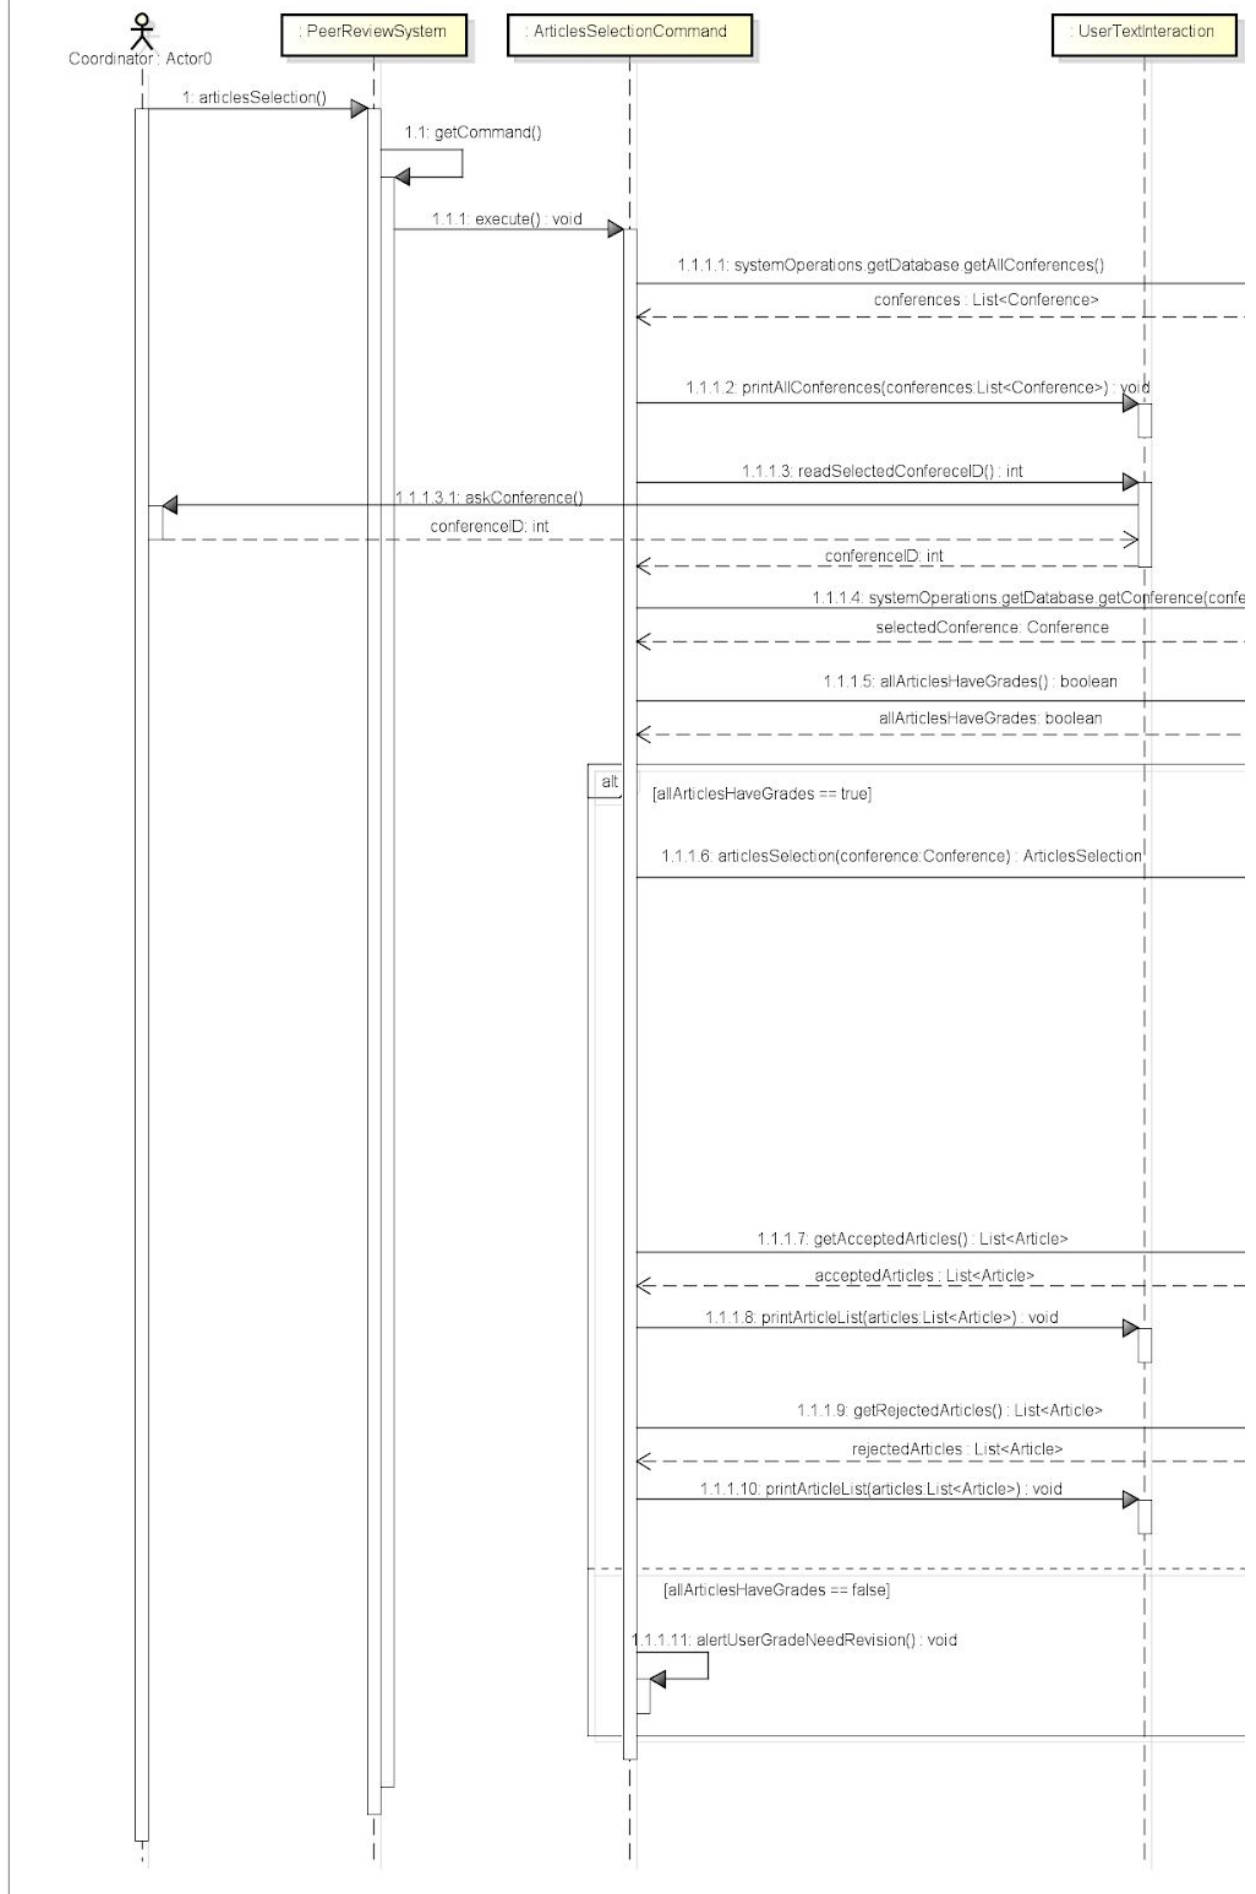 : PeerReviewSystem
: ArticlesSelectionCommand
: UserTextInteraction
Coordinator : Actor0
1: articlesSelection()
1.1: getCommand()
1.1.1: execute() : void
1.1.1.1: systemOperations.getDatabase.getAllConferences()
conferences : List<Conference>
1.1.1.2: printAllConferences(conferences:List<Conference>) : void
1.1.1.3: readSelectedConfereceID() : int
1.1.1.3.1: askConference()
conferenceID: int
conferenceID: int
1.1.1.4: systemOperations.getDatabase.getConference(confe
selectedConference: Conference
1.1.1.5: allArticlesHaveGrades() : boolean
allArticlesHaveGrades: boolean
alt
[allArticlesHaveGrades == true]
1.1.1.6: articlesSelection(conference:Conference) : ArticlesSelection
1.1.1.7: getAcceptedArticles() : List<Article>
acceptedArticles : List<Article>
1.1.1.8: printArticleList(articles:List<Article>) : void
1.1.1.9: getRejectedArticles() : List<Article>
rejectedArticles : List<Article>
1.1.1.10: printArticleList(articles:List<Article>) : void
[allArticlesHaveGrades == false]
1.1.1.11: alertUserGradeNeedRevision() : void